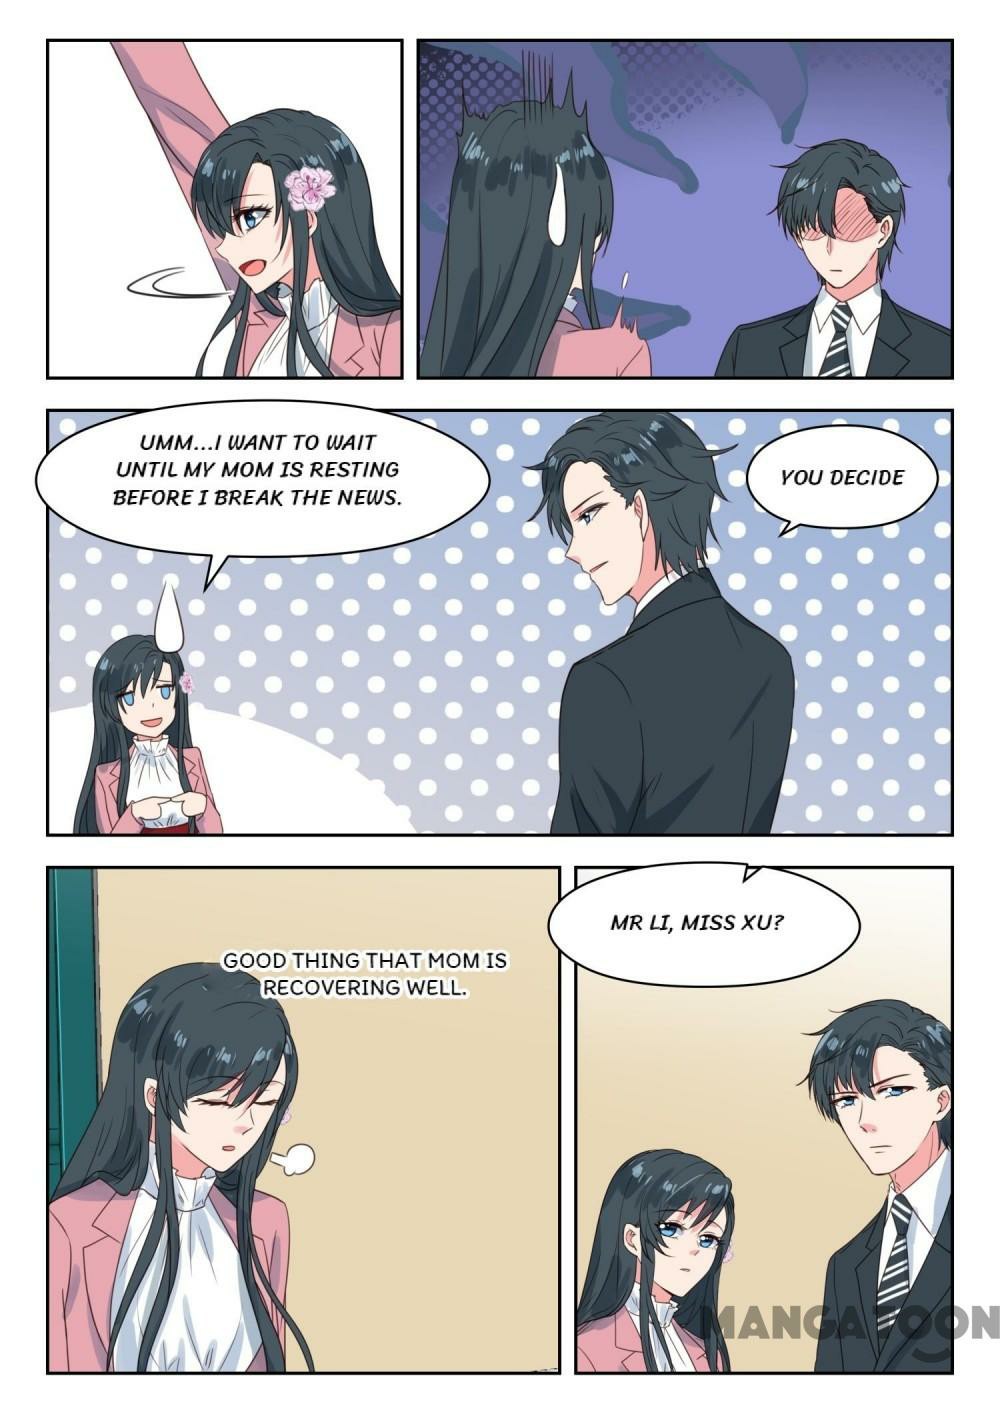 UMM...I WANT TO WAIT
UNTIL MY MOM IS RESTING
BEFORE I BREAK THE NEWS.
YOU DECIDE
GOOD THING THAT MOM IS
RECOVERING WELL.
MR LI, MISS XU?
MANGATOON